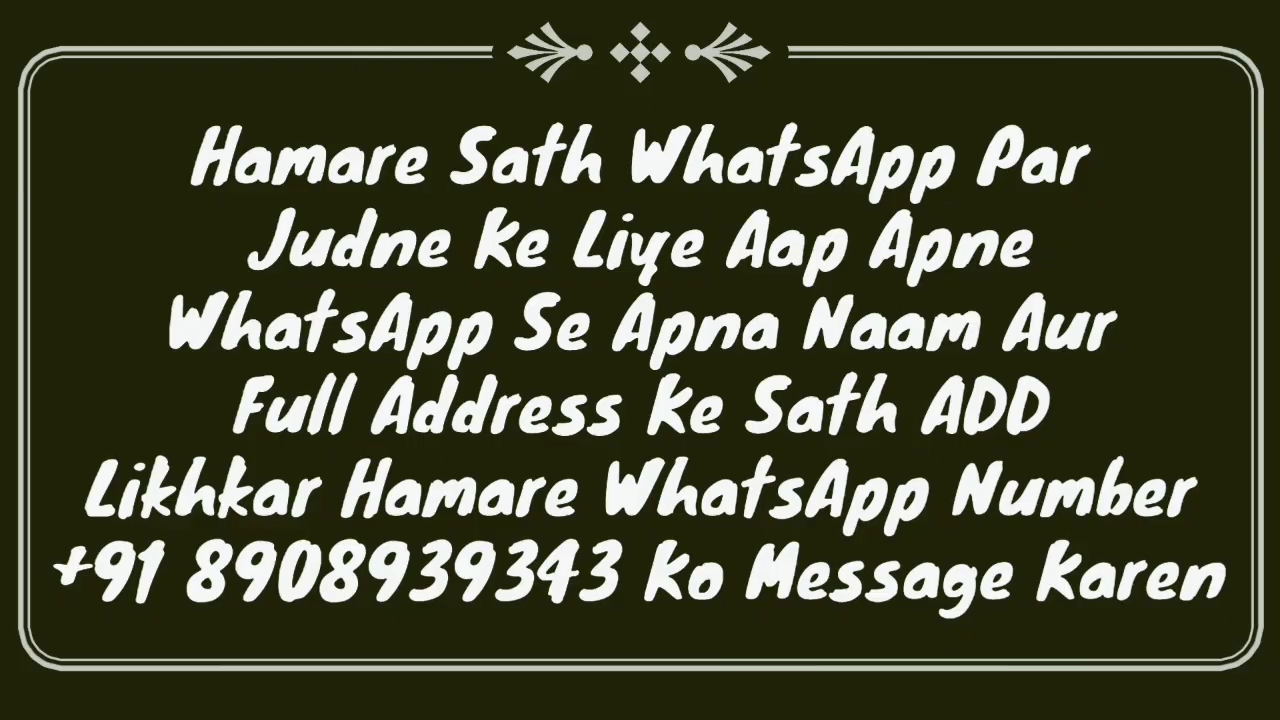 Hamare Sath WhatsApp Par
Judne Ke Liye Aap Apne
WhatsApp Se Apna Naam Aur
Full Address Ke Sath ADD
Likhkar Hamare WhatsApp Number
+91 8908939343 Ko Message Karen